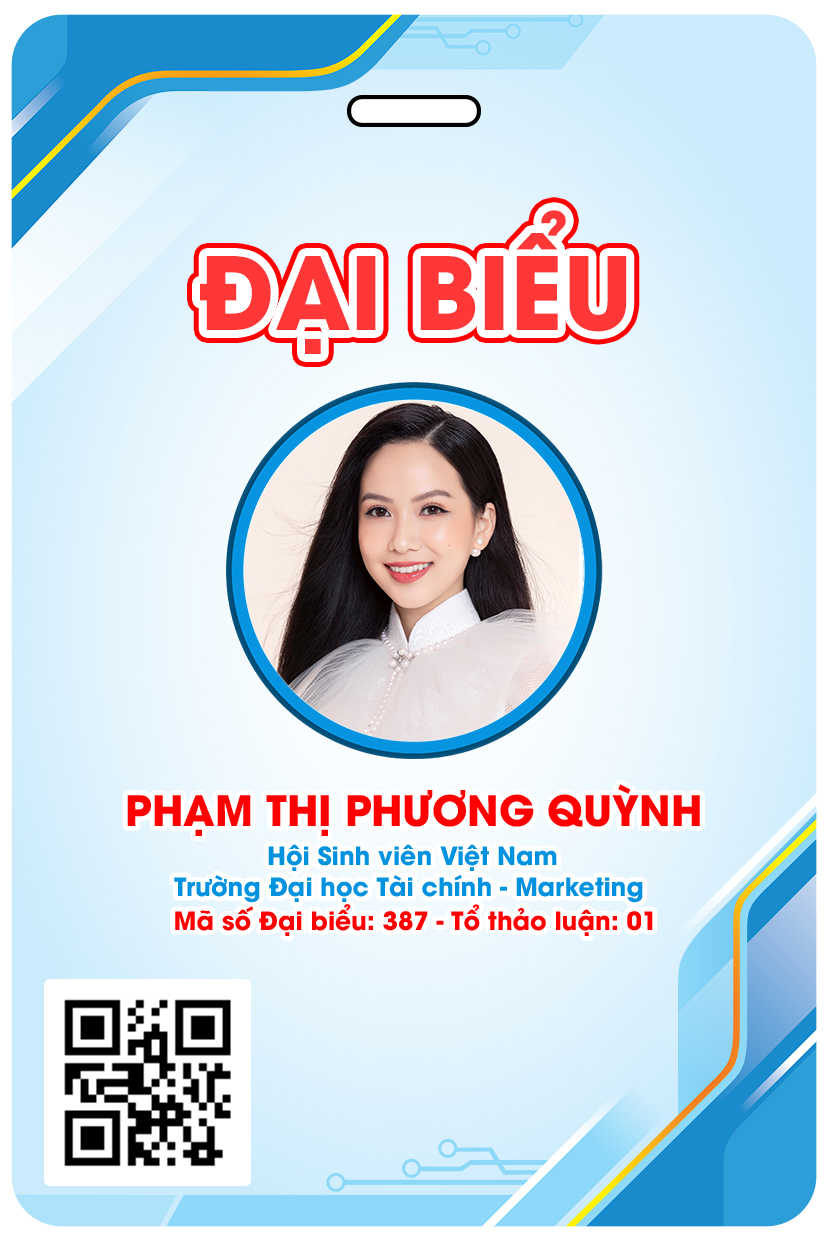 ĐẠI BIỂU
PHẠM THỊ PHƯƠNG QUỲNH
Hội Sinh viên Việt Nam
Trường Đại học Tài chính - Marketing
Mã số Đại biểu: 387 - Tổ thảo luận: 01